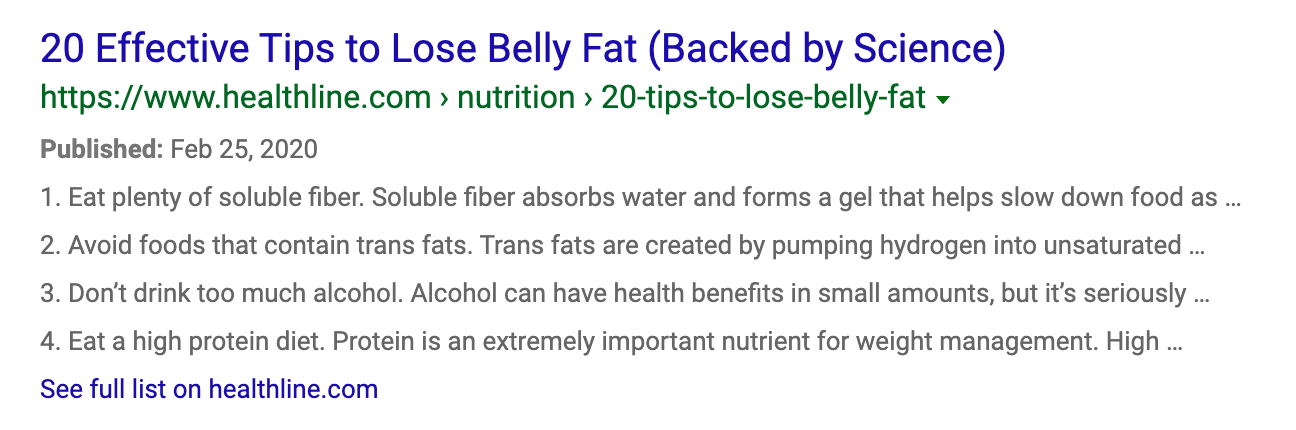 20 Effective Tips to Lose Belly Fat (Backed by Science)
https://www.healthline.com › nutrition › 20-tips-to-lose-belly-fat
Published: Feb 25, 2020
1. Eat plenty of soluble fiber. Soluble fiber absorbs water and forms a gel that helps slow down food as ...
2. Avoid foods that contain trans fats. Trans fats are created by pumping hydrogen into unsaturated ...
3. Don’t drink too much alcohol. Alcohol can have health benefits in small amounts, but it’s seriously ...
4. Eat a high protein diet. Protein is an extremely important nutrient for weight management. High ...
See full list on healthline.com